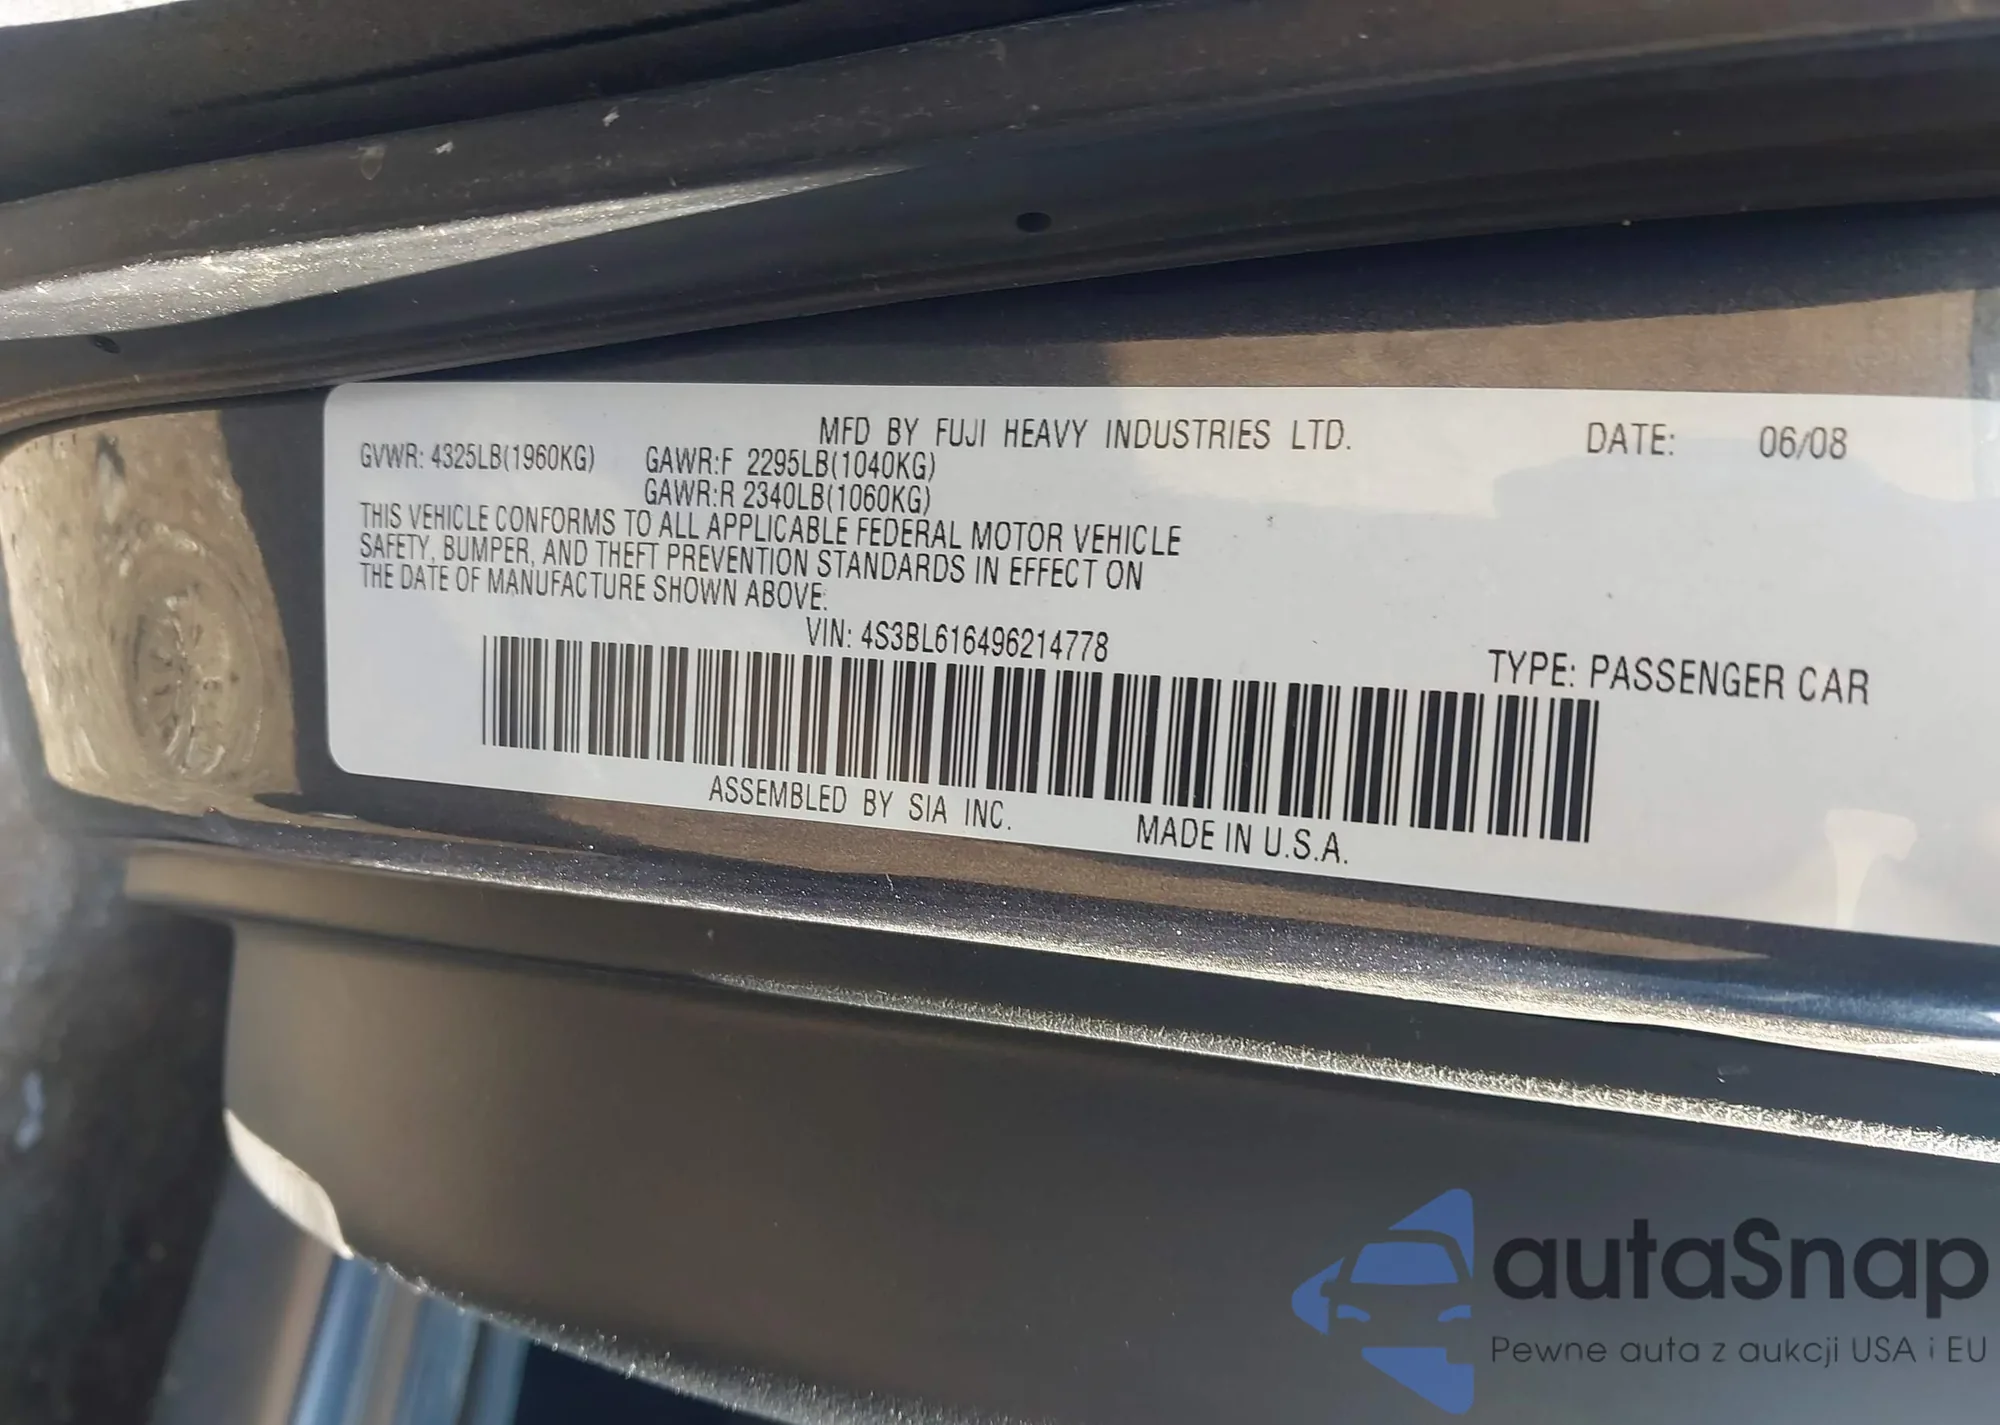 MFD BY FUJI HEAVY INDUSTRIES LTD. DATE: 06/08
GVWR: 4325LB(1960KG) GAWR:F 2295LB(1040KG)
GAWR:R 2340LB(1060KG)
THIS VEHICLE CONFORMS TO ALL APPLICABLE FEDERAL MOTOR VEHICLE
SAFETY, BUMPER, AND THEFT PREVENTION STANDARDS IN EFFECT ON
THE DATE OF MANUFACTURE SHOWN ABOVE.
VIN: 4S3BL616496214778
TYPE: PASSENGER CAR
ASSEMBLED BY SIA INC. MADE IN U.S.A.
autaSnap
Pewne auta z aukcji USA i EU